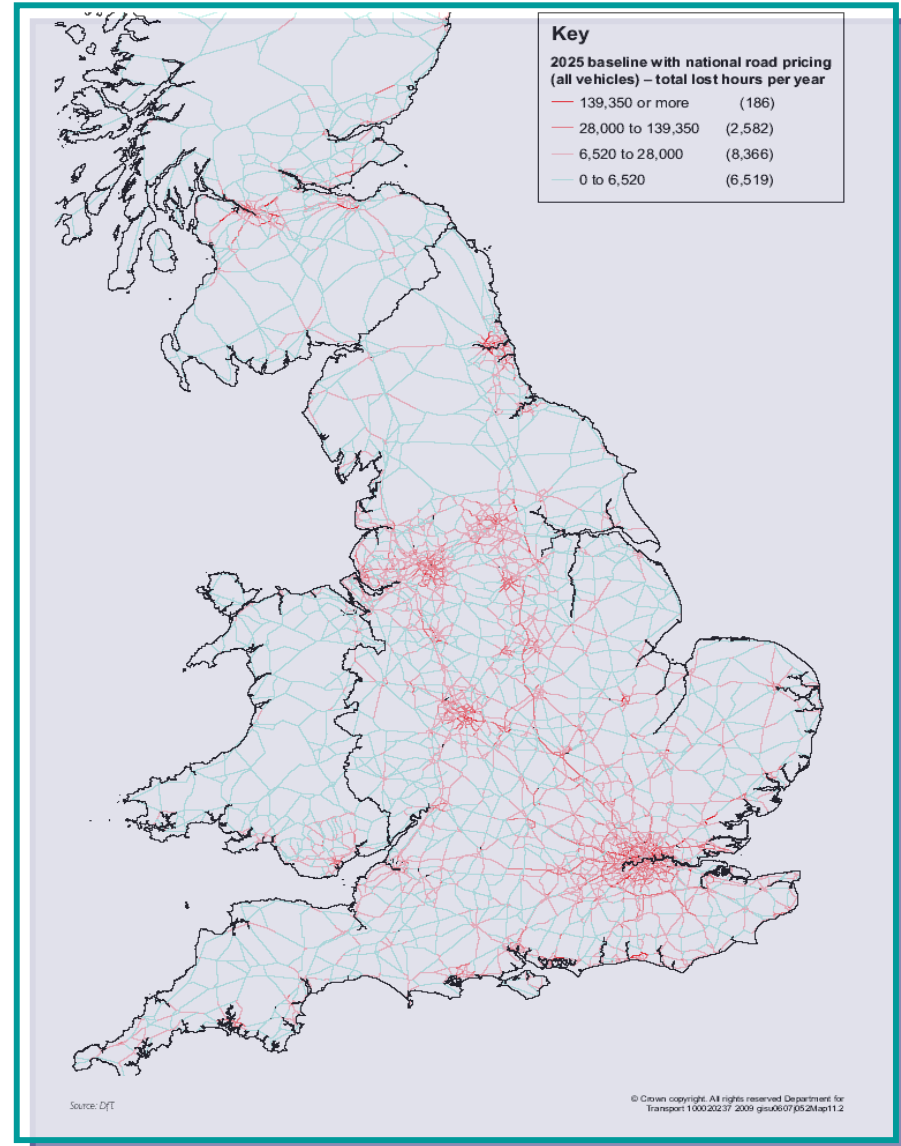 Key
2025 baseline with national road pricing
(all vehicles) – total lost hours per year
139,350 or more (186)
28,000 to 139,350 (2,582)
6,520 to 28,000 (8,366)
0 to 6,520 (6,519)
Source: DfT
© Crown copyright. All rights reserved Department for
Transport 100020237 2009 gisu0607j052Map11.2